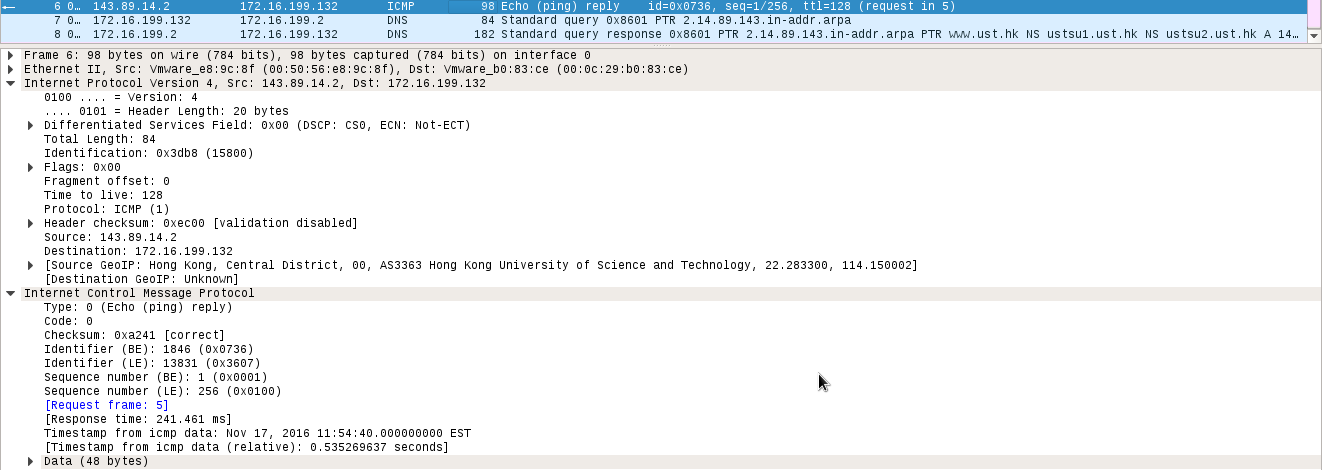 6 0… 143.89.14.2 172.16.199.132 ICMP 98 Echo (ping) reply id=0x0736, seq=1/256, ttl=128 (request in 5)
7 0… 172.16.199.132 172.16.199.2 DNS 84 Standard query 0x8601 PTR 2.14.89.143.in-addr.arpa
8 0… 172.16.199.2 172.16.199.132 DNS 182 Standard query response 0x8601 PTR 2.14.89.143.in-addr.arpa PTR www.ust.hk NS ustsu1.ust.hk NS ustsu2.ust.hk A 14…
Frame 6: 98 bytes on wire (784 bits), 98 bytes captured (784 bits) on interface 0
Ethernet II, Src: Vmware_e8:9c:8f (00:50:56:e8:9c:8f), Dst: Vmware_b0:83:ce (00:0c:29:b0:83:ce)
Internet Protocol Version 4, Src: 143.89.14.2, Dst: 172.16.199.132
0100 .... = Version: 4
.... 0101 = Header Length: 20 bytes
Differentiated Services Field: 0x00 (DSCP: CS0, ECN: Not-ECT)
Total Length: 84
Identification: 0x3db8 (15800)
Flags: 0x00
Fragment offset: 0
Time to live: 128
Protocol: ICMP (1)
Header checksum: 0xec00 [validation disabled]
Source: 143.89.14.2
Destination: 172.16.199.132
[Source GeoIP: Hong Kong, Central District, 00, AS3363 Hong Kong University of Science and Technology, 22.283300, 114.150002]
[Destination GeoIP: Unknown]
Internet Control Message Protocol
Type: 0 (Echo (ping) reply)
Code: 0
Checksum: 0xa241 [correct]
Identifier (BE): 1846 (0x0736)
Identifier (LE): 13831 (0x3607)
Sequence number (BE): 1 (0x0001)
Sequence number (LE): 256 (0x0100)
[Request frame: 5]
[Response time: 241.461 ms]
Timestamp from icmp data: Nov 17, 2016 11:54:40.000000000 EST
[Timestamp from icmp data (relative): 0.535269637 seconds]
Data (48 bytes)